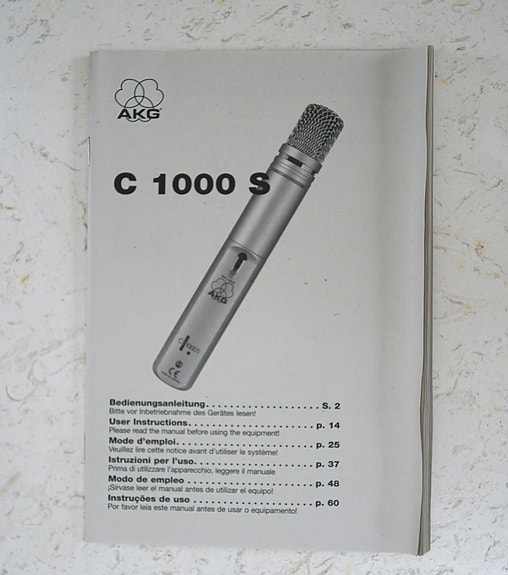 AKG
C 1000 S
AKG
C 1000 S
CE
Bedienungsanleitung. . . . . . . . . . . . . . . . . . . . S. 2
Bitte vor Inbetriebnahme des Gerätes lesen!
User Instructions. . . . . . . . . . . . . . . . . . . . . . p. 14
Please read the manual before using the equipment!
Mode d'emploi. . . . . . . . . . . . . . . . . . . . . . . . p. 25
Veuillez lire cette notice avant d'utiliser le système!
Istruzioni per l'uso. . . . . . . . . . . . . . . . . . . . . p. 37
Prima di utilizzare l'apparecchio, leggere il manuale
Modo de empleo . . . . . . . . . . . . . . . . . . . . . . p. 48
¡Sirvase leer el manual antes de utilizar el equipo!
Instruções de uso . . . . . . . . . . . . . . . . . . . . . p. 60
Por favor leia este manual antes de usar o equipamento!